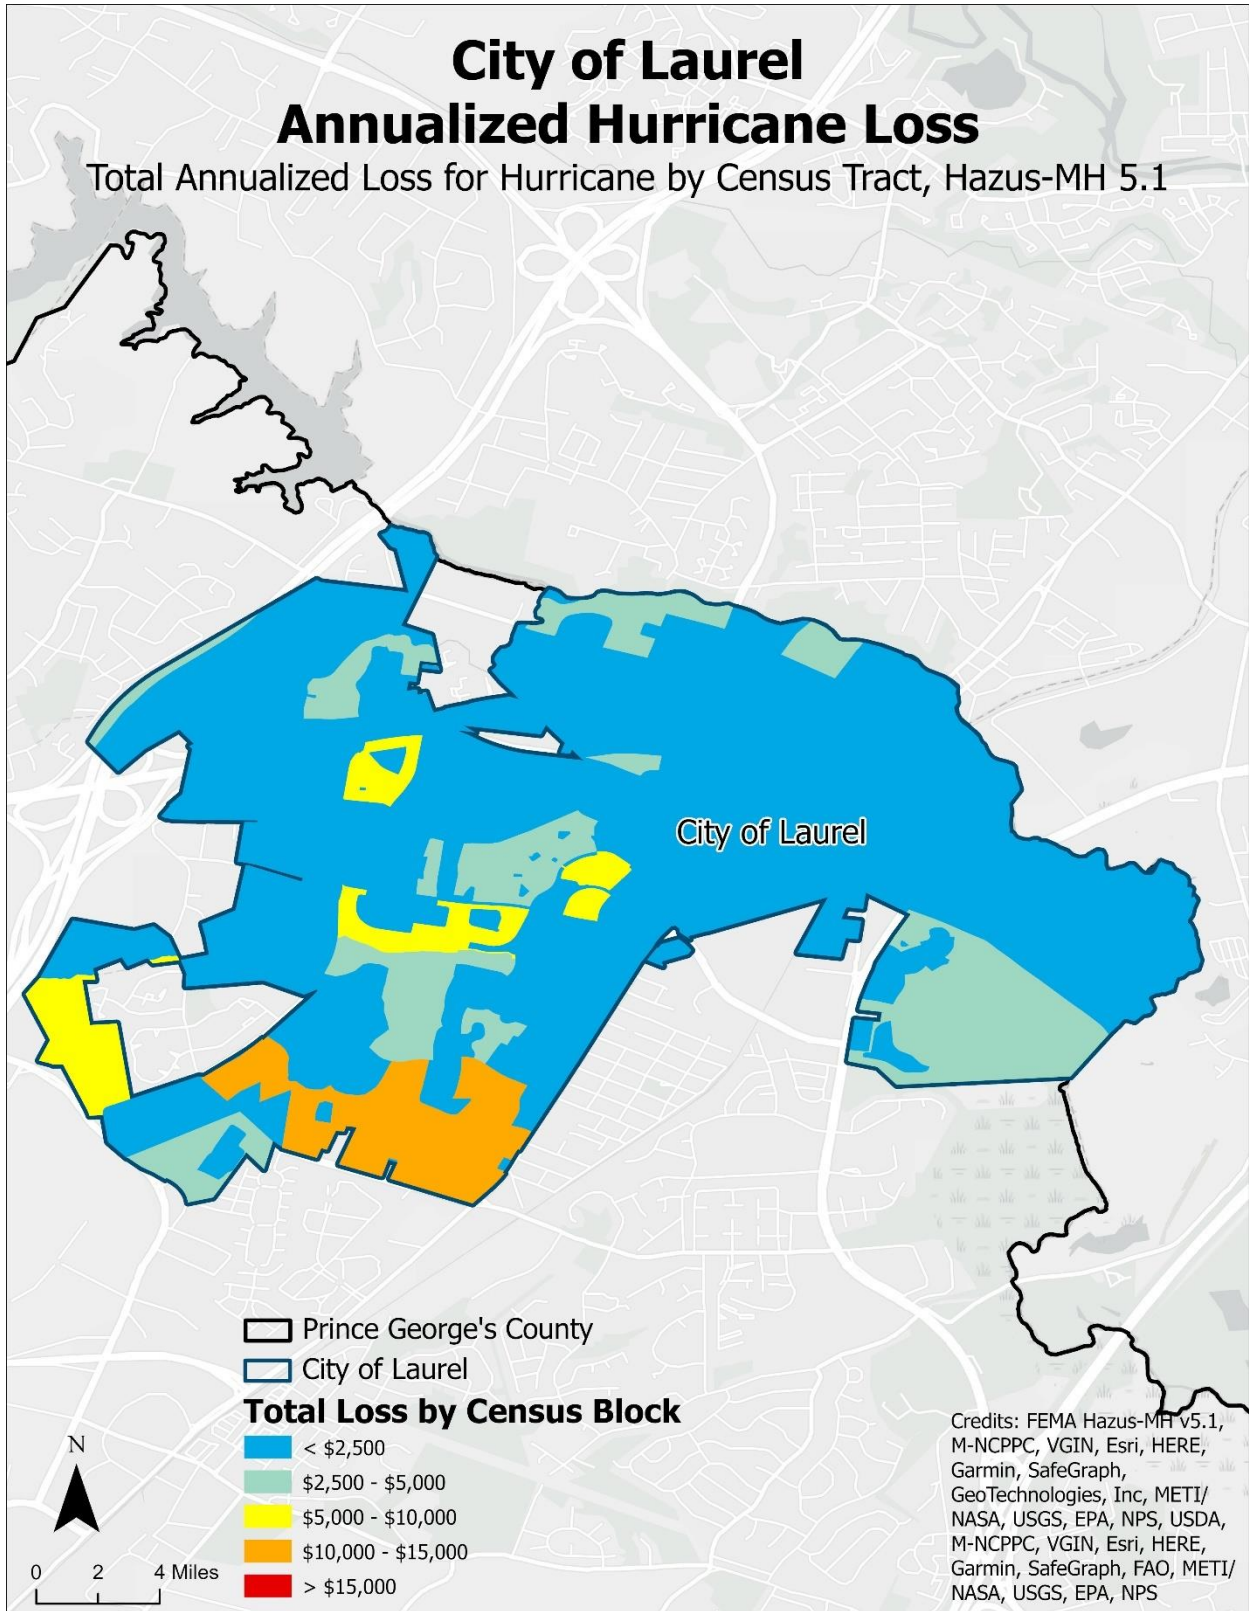 City of Laurel
Annualized Hurricane Loss
Total Annualized Loss for Hurricane by Census Tract, Hazus-MH 5.1
City of Laurel
Prince George's County
City of Laurel
Total Loss by Census Block
< $2,500
$2,500 - $5,000
$5,000 - $10,000
$10,000 - $15,000
> $15,000
N
0 2 4 Miles
Credits: FEMA Hazus-MH v5.1,
M-NCPPC, VGIN, Esri, HERE,
Garmin, SafeGraph,
GeoTechnologies, Inc, METI/
NASA, USGS, EPA, NPS, USDA,
M-NCPPC, VGIN, Esri, HERE,
Garmin, SafeGraph, FAO, METI/
NASA, USGS, EPA, NPS